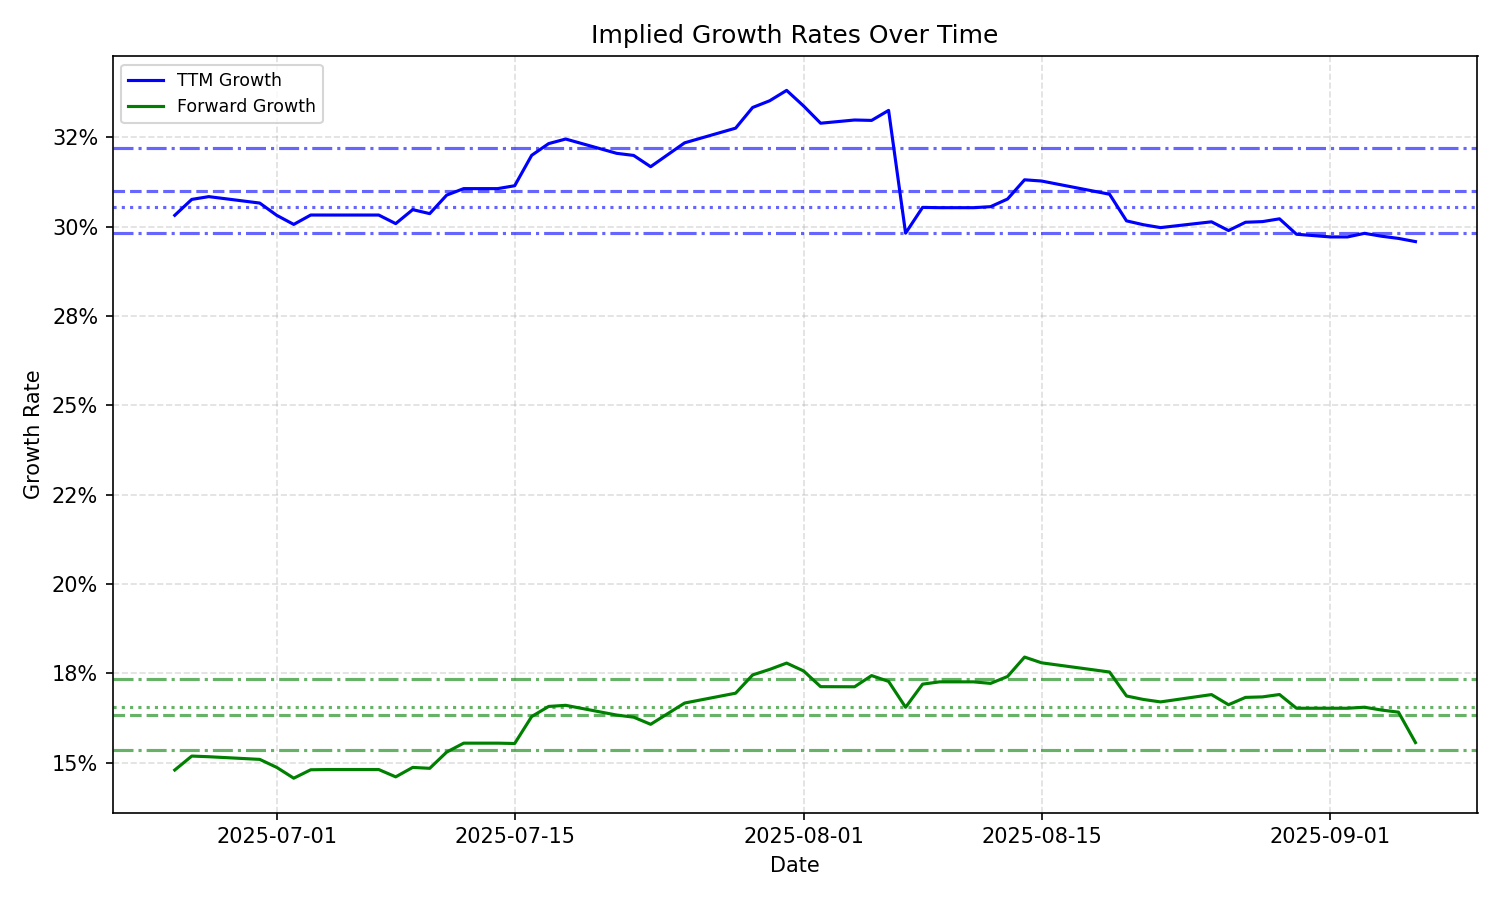 Implied Growth Rates Over Time
TTM Growth
Forward Growth
32%
30%
28%
25%
22%
20%
18%
15%
Growth Rate
2025-07-01
2025-07-15
2025-08-01
2025-08-15
2025-09-01
Date